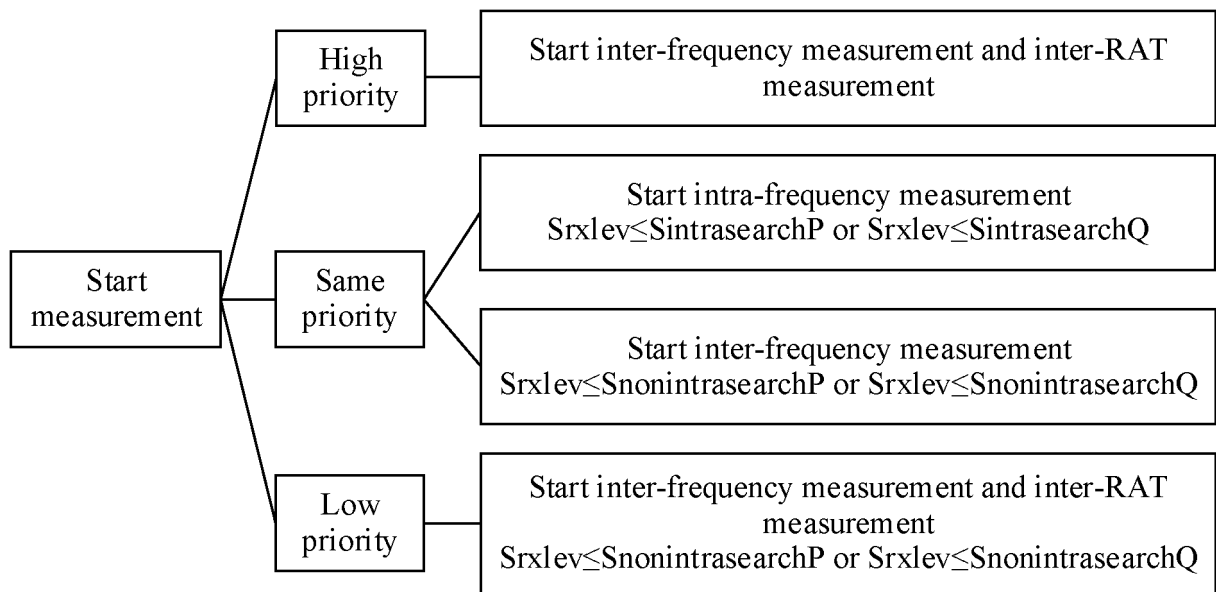 Start
measurement
High
priority
Start inter-frequency measurement and inter-RAT
measurement
Same
priority
Start intra-frequency measurement
Srxlev≤SintrasearchP or Srxlev≤SintrasearchQ
Start inter-frequency measurement
Srxlev≤SnonintrasearchP or Srxlev≤SnonintrasearchQ
Low
priority
Start inter-frequency measurement and inter-RAT
measurement
Srxlev≤SnonintrasearchP or Srxlev≤SnonintrasearchQ